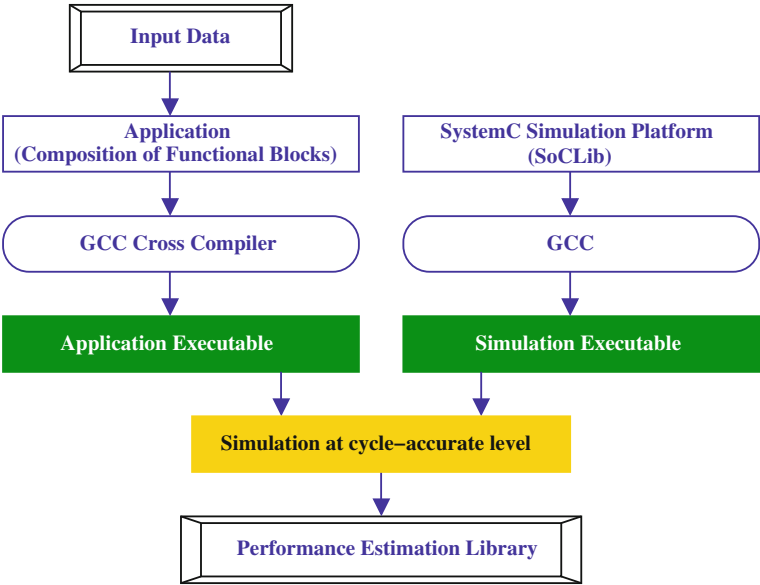 Input Data
Application
(Composition of Functional Blocks)
SystemC Simulation Platform
(SoCLib)
GCC Cross Compiler
GCC
Application Executable
Simulation Executable
Simulation at cycle−accurate level
Performance Estimation Library